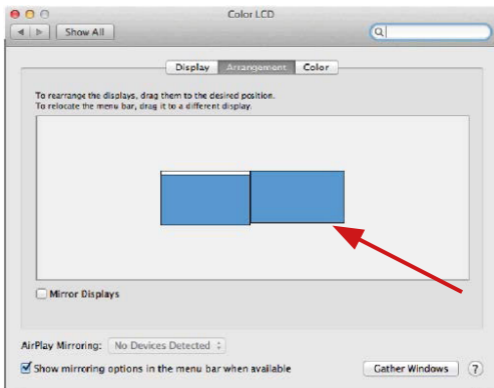 Color LCD
Show All
Display Arrangement Color
To rearrange the displays, drag them to the desired position.
To relocate the menu bar, drag it to a different display.
Mirror Displays
AirPlay Mirroring: No Devices Detected
Show mirroring options in the menu bar when available
Gather Windows ?